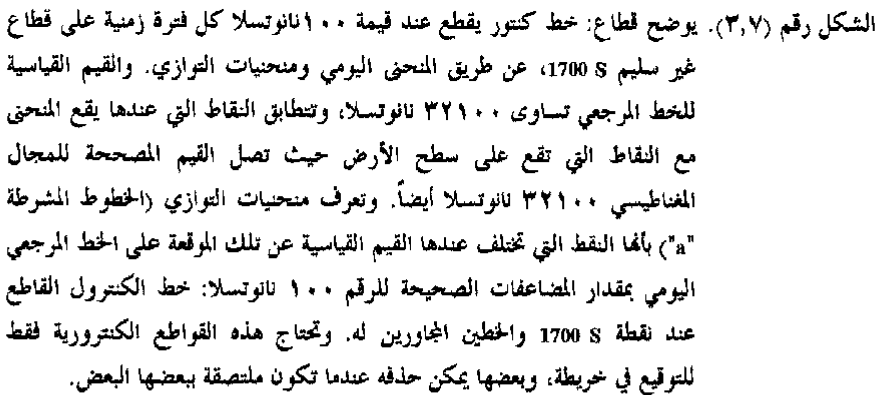 الشكل رقم (٣,٧). يوضح قطاع: خط كنتور يقطع عند قيمة ١٠٠ نانوتسلا كل فترة زمنية على قطاع
غير سليم 1700 S، عن طريق المنحنى اليومي ومنحنيات التوازي. والقيم القياسية
للخط المرجعي تساوى ٣٢١٠٠ نانوتسلا، وتتطابق النقاط التي عندها يقع المنحنى
مع النقاط التي تقع على سطح الأرض حيث تصل القيم المصححة للمجال
المغناطيسي ٣٢١٠٠ نانوتسلا أيضاً. وتعرف منحنيات التوازي (الخطوط المشرطة
"a") بأنها النقط التي تختلف عندها القيم القياسية عن تلك الموقعة على الخط المرجعي
اليومي بمقدار المضاعفات الصحيحة للرقم ١٠٠ نانوتسلا: خط الكنترول القاطع
عند نقطة 1700 S والخطين المجاورين له. وتحتاج هذه القواطع الكنترورية فقط
للتوقيع في خريطة، وبعضها يمكن حذفه عندما تكون ملتصقة ببعضها البعض.